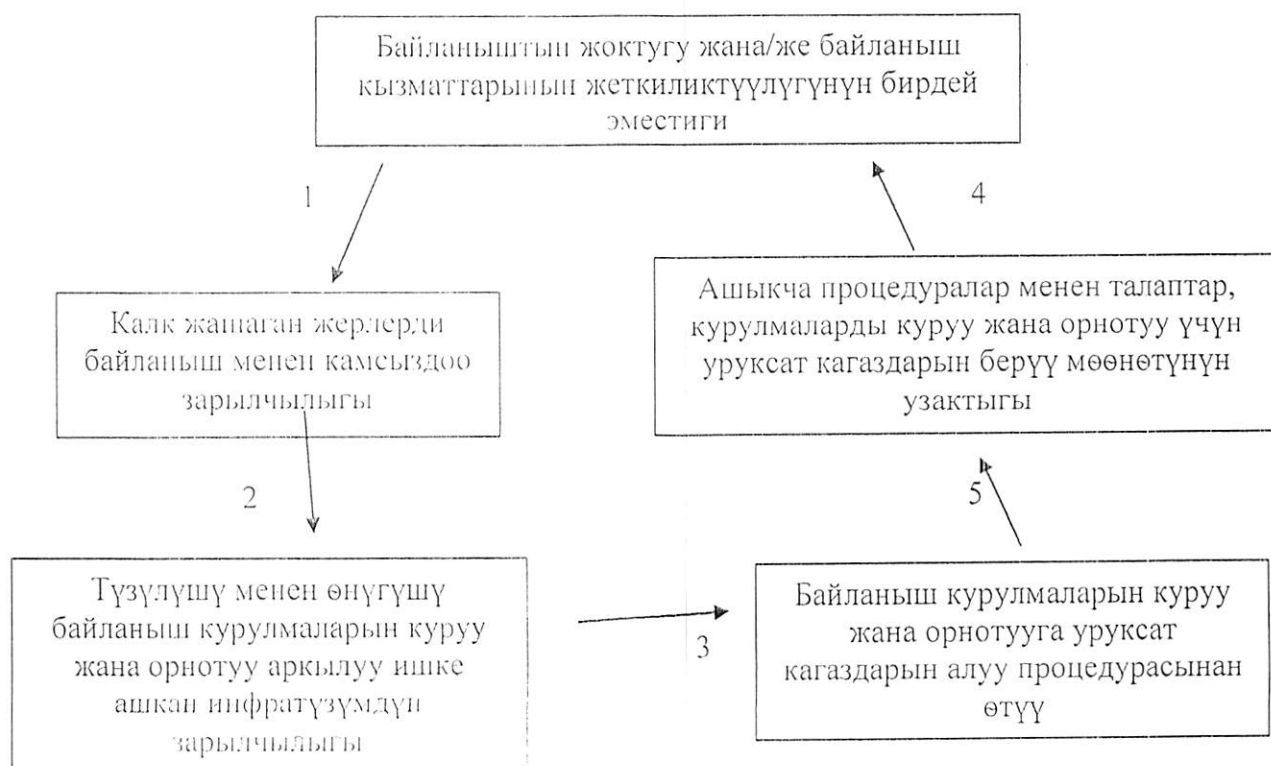 Байланыштын жоктугу жана/же байланыш
кызматтарынын жеткиликтүүлүгүнүн бирдей
эместиги
1
4
Калк жашаган жерлерди
байланыш менен камсыздоо
зарылчылыгы
Ашыкча процедуралар менен талаптар,
курулмаларды куруу жана орнотуу үчүн
уруксат кагаздарын берүү мөөнөтүнүн
узактыгы
2
5
Түзүлүшү менен өнүгүшү
байланыш курулмаларын куруу
жана орнотуу аркылуу ишке
ашкан инфратүзүмдүн
зарылчылыгы
3
Байланыш курулмаларын куруу
жана орнотууга уруксат
кагаздарын алуу процедурасынан
өтүү